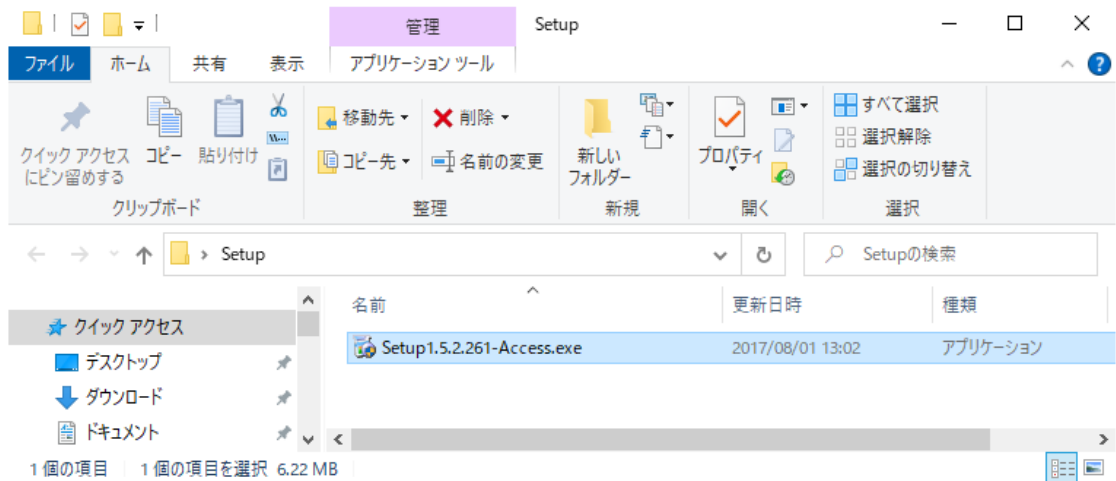 管理
Setup
ファイル
ホーム
共有
表示
アプリケーション ツール
クイック アクセス
にピン留めする
コピー
貼り付け
クリップボード
移動先
コピー先
削除
名前の変更
整理
新しい
フォルダー
新規
プロパティ
開く
すべて選択
選択解除
選択の切り替え
選択
Setup
Setupの検索
クイック アクセス
デスクトップ
ダウンロード
ドキュメント
名前
更新日時
種類
Setup1.5.2.261-Access.exe
2017/08/01 13:02
アプリケーション
1 個の項目
1 個の項目を選択 6.22 MB